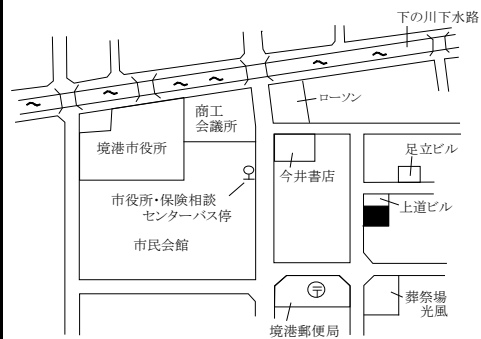 下の川下水路
商工
会議所
ローソン
境港市役所
足立ビル
今井書店
市役所・保険相談
センターバス停
上道ビル
市民会館
葬祭場
光風
境港郵便局